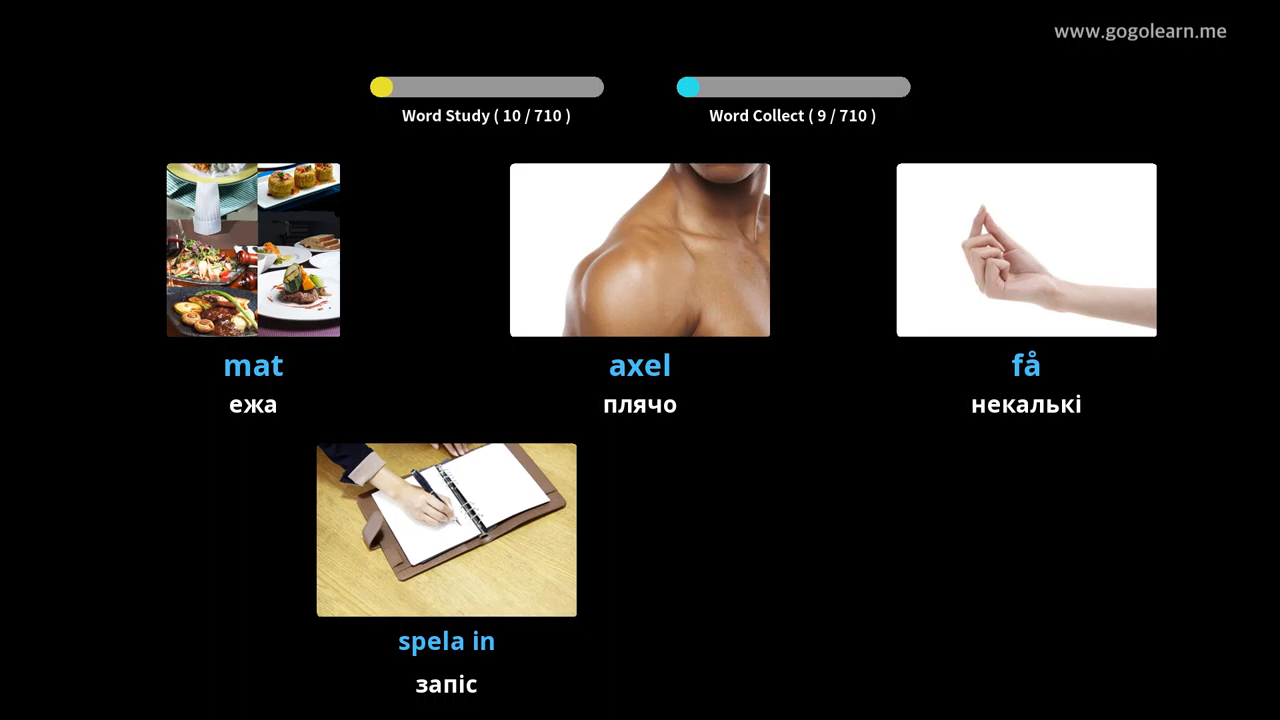 www.gogolearn.me
Word Study ( 10 / 710 )
Word Collect ( 9 / 710 )
mat
ежа
axel
плячо
få
некалькі
spela in
запіс